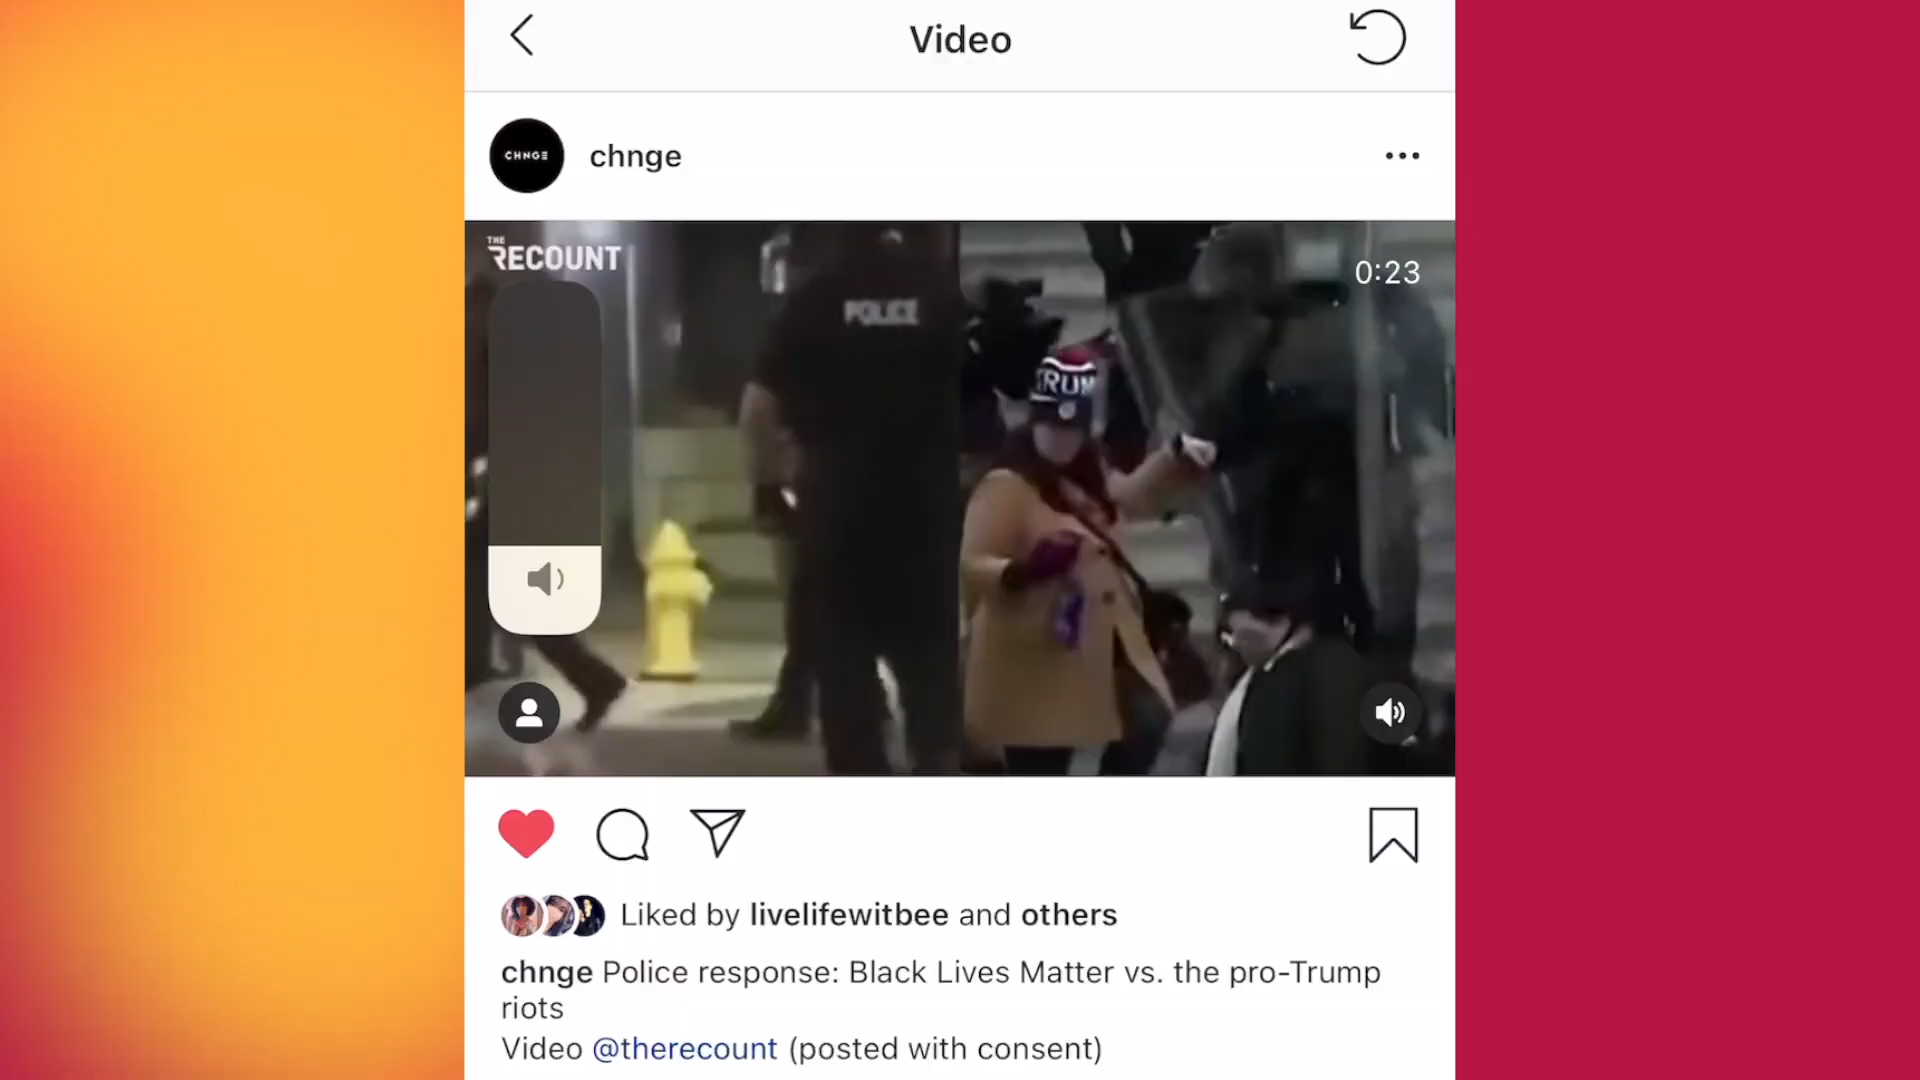 Video
CHNGE
chnge
THE
RECOUNT
0:23
POLICE
TRUM
Liked by livelifewitbee and others
chnge Police response: Black Lives Matter vs. the pro-Trump
riots
Video @therecount (posted with consent)